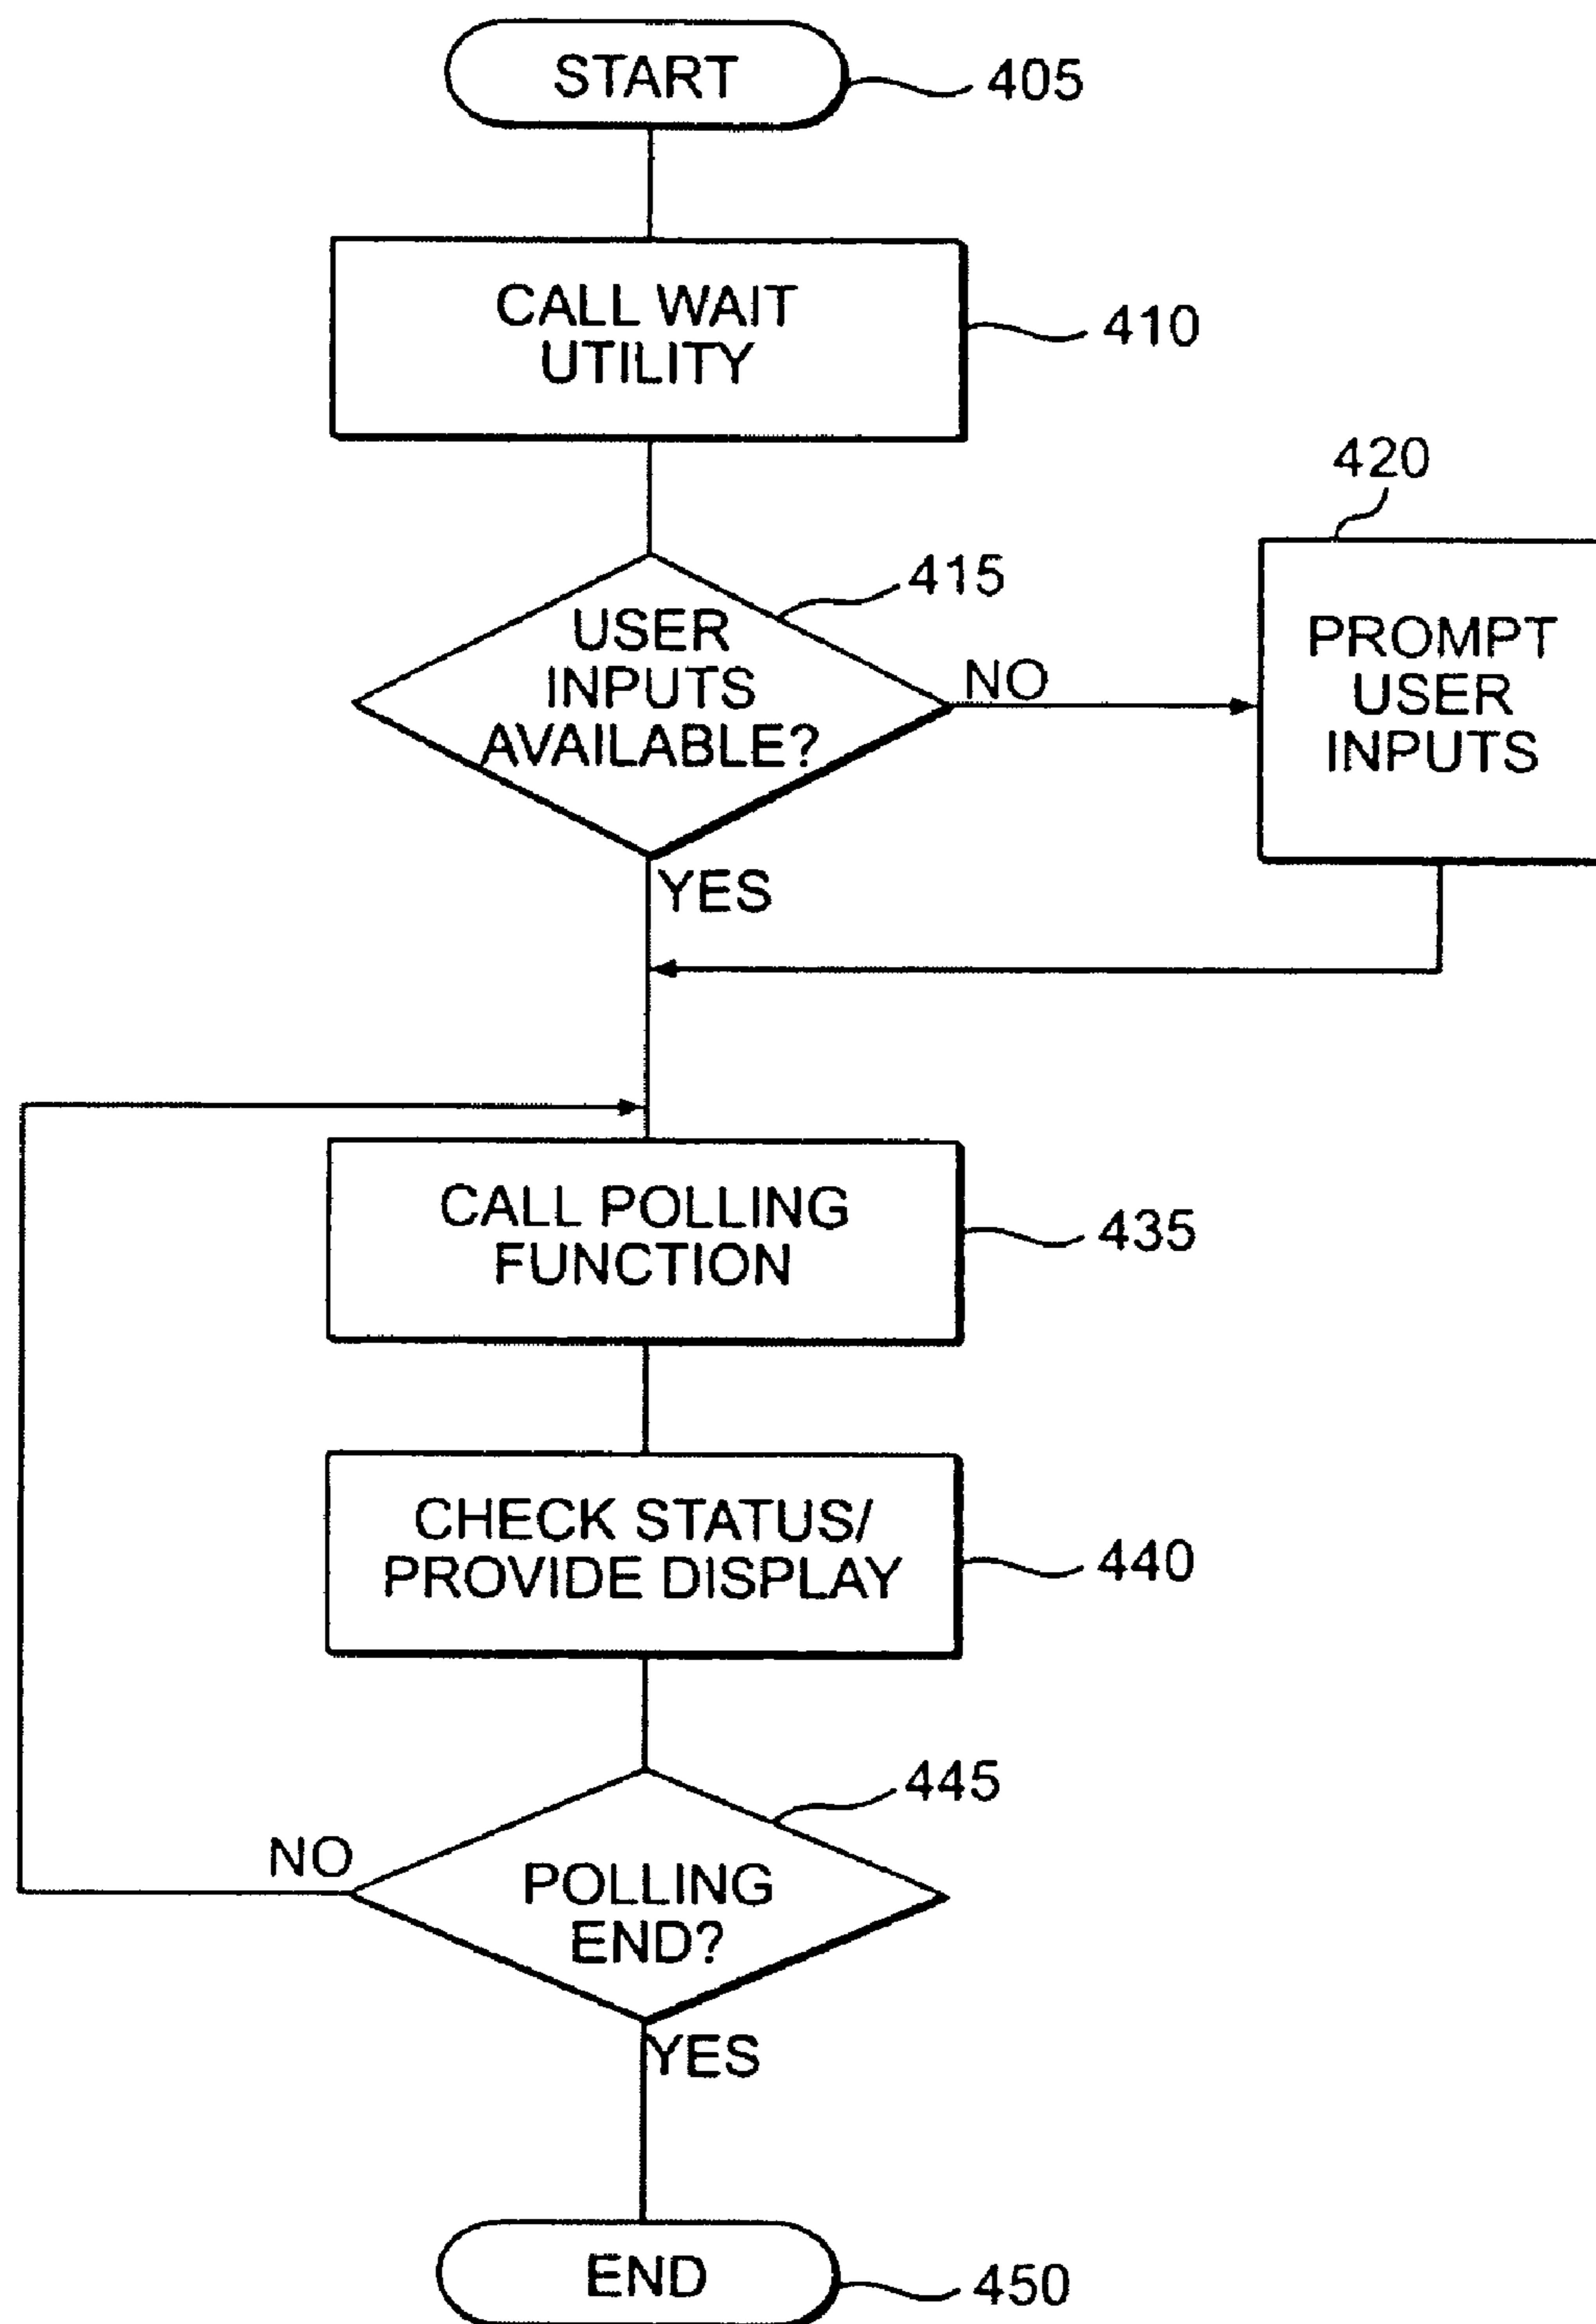 START
405
CALL WAIT
UTILITY
410
420
415
USER
INPUTS
AVAILABLE?
NO
PROMPT
USER
INPUTS
YES
CALL POLLING
FUNCTION
435
CHECK STATUS/
PROVIDE DISPLAY
440
445
NO
POLLING
END?
YES
END
450